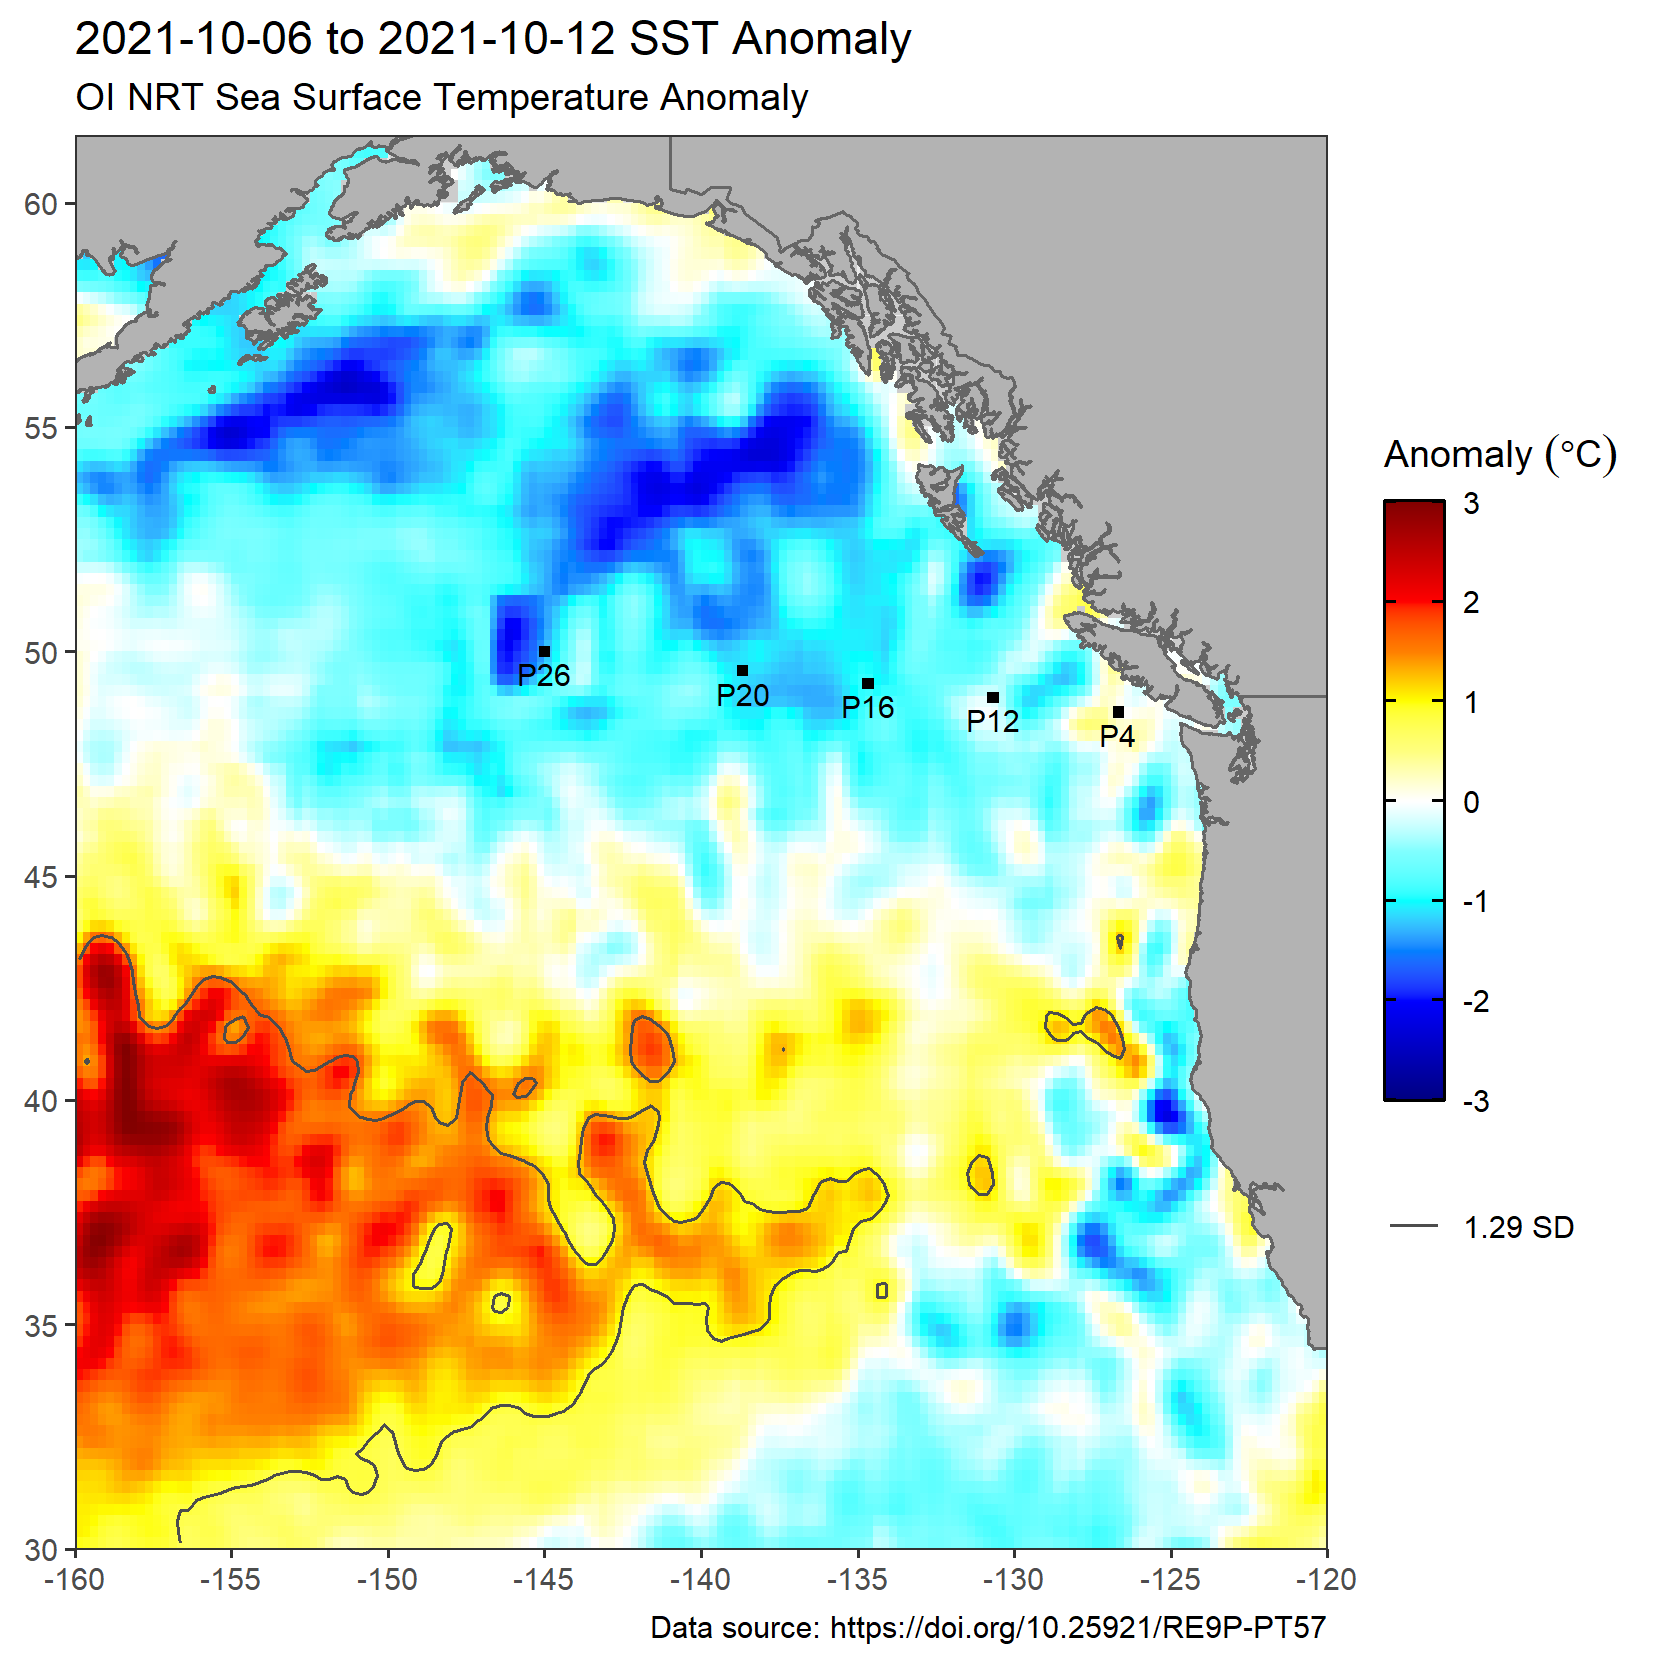 2021-10-06 to 2021-10-12 SST Anomaly
OI NRT Sea Surface Temperature Anomaly
60
55
50
45
40
35
30
-160
-155
-150
-145
-140
-135
-130
-125
-120
P26
P20
P16
P12
P4
Anomaly (°C)
3
2
1
0
-1
-2
-3
1.29 SD
Data source: https://doi.org/10.25921/RE9P-PT57